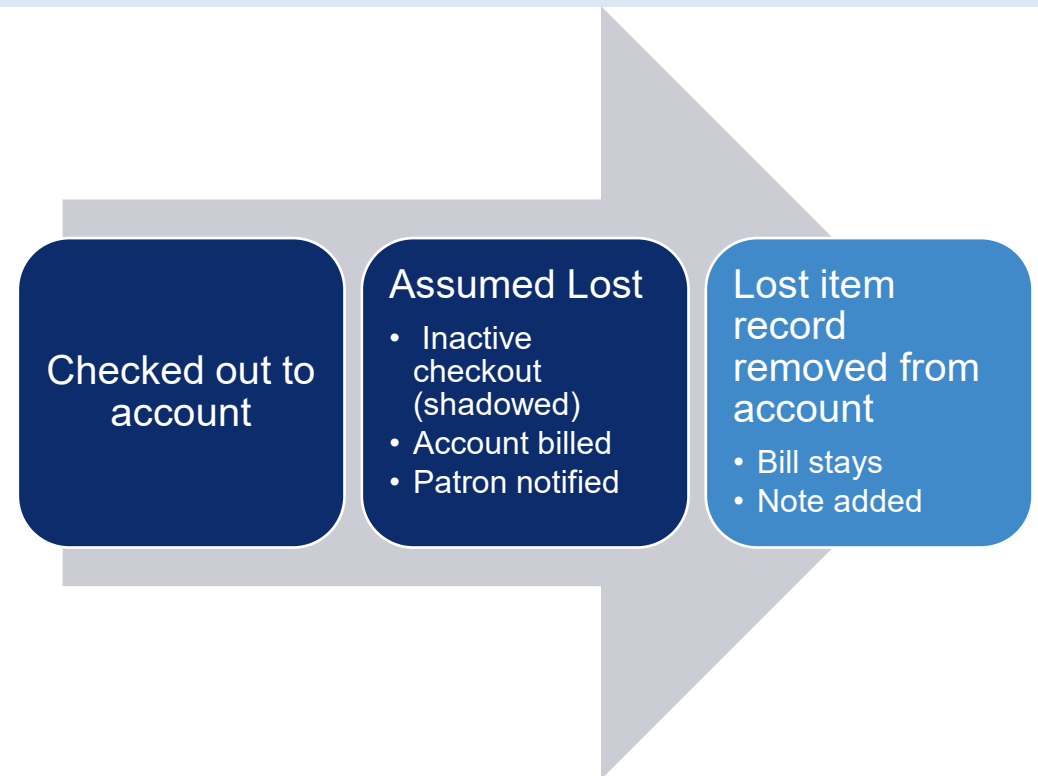 Checked out to
account
Assumed Lost
• Inactive
checkout
(shadowed)
• Account billed
• Patron notified
Lost item
record
removed from
account
• Bill stays
• Note added